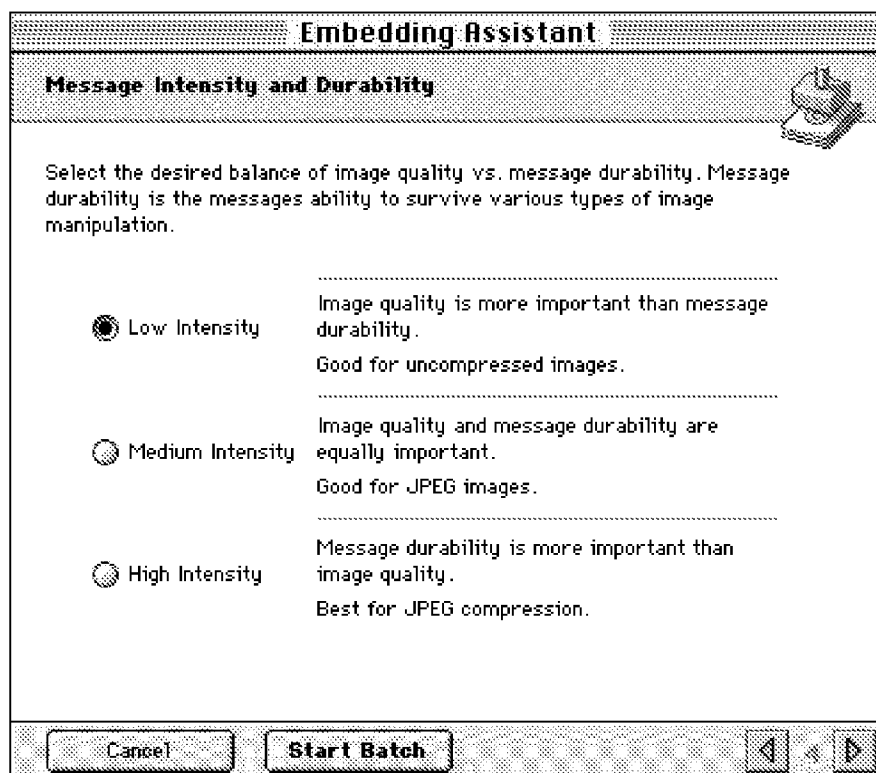 Embedding Assistant
Message Intensity and Durability
Select the desired balance of image quality vs. message durability. Message
durability is the messages ability to survive various types of image
manipulation.
Low Intensity
Image quality is more important than message
durability.
Good for uncompressed images.
Medium Intensity
Image quality and message durability are
equally important.
Good for JPEG images.
High Intensity
Message durability is more important than
image quality.
Best for JPEG compression.
Cancel
Start Batch